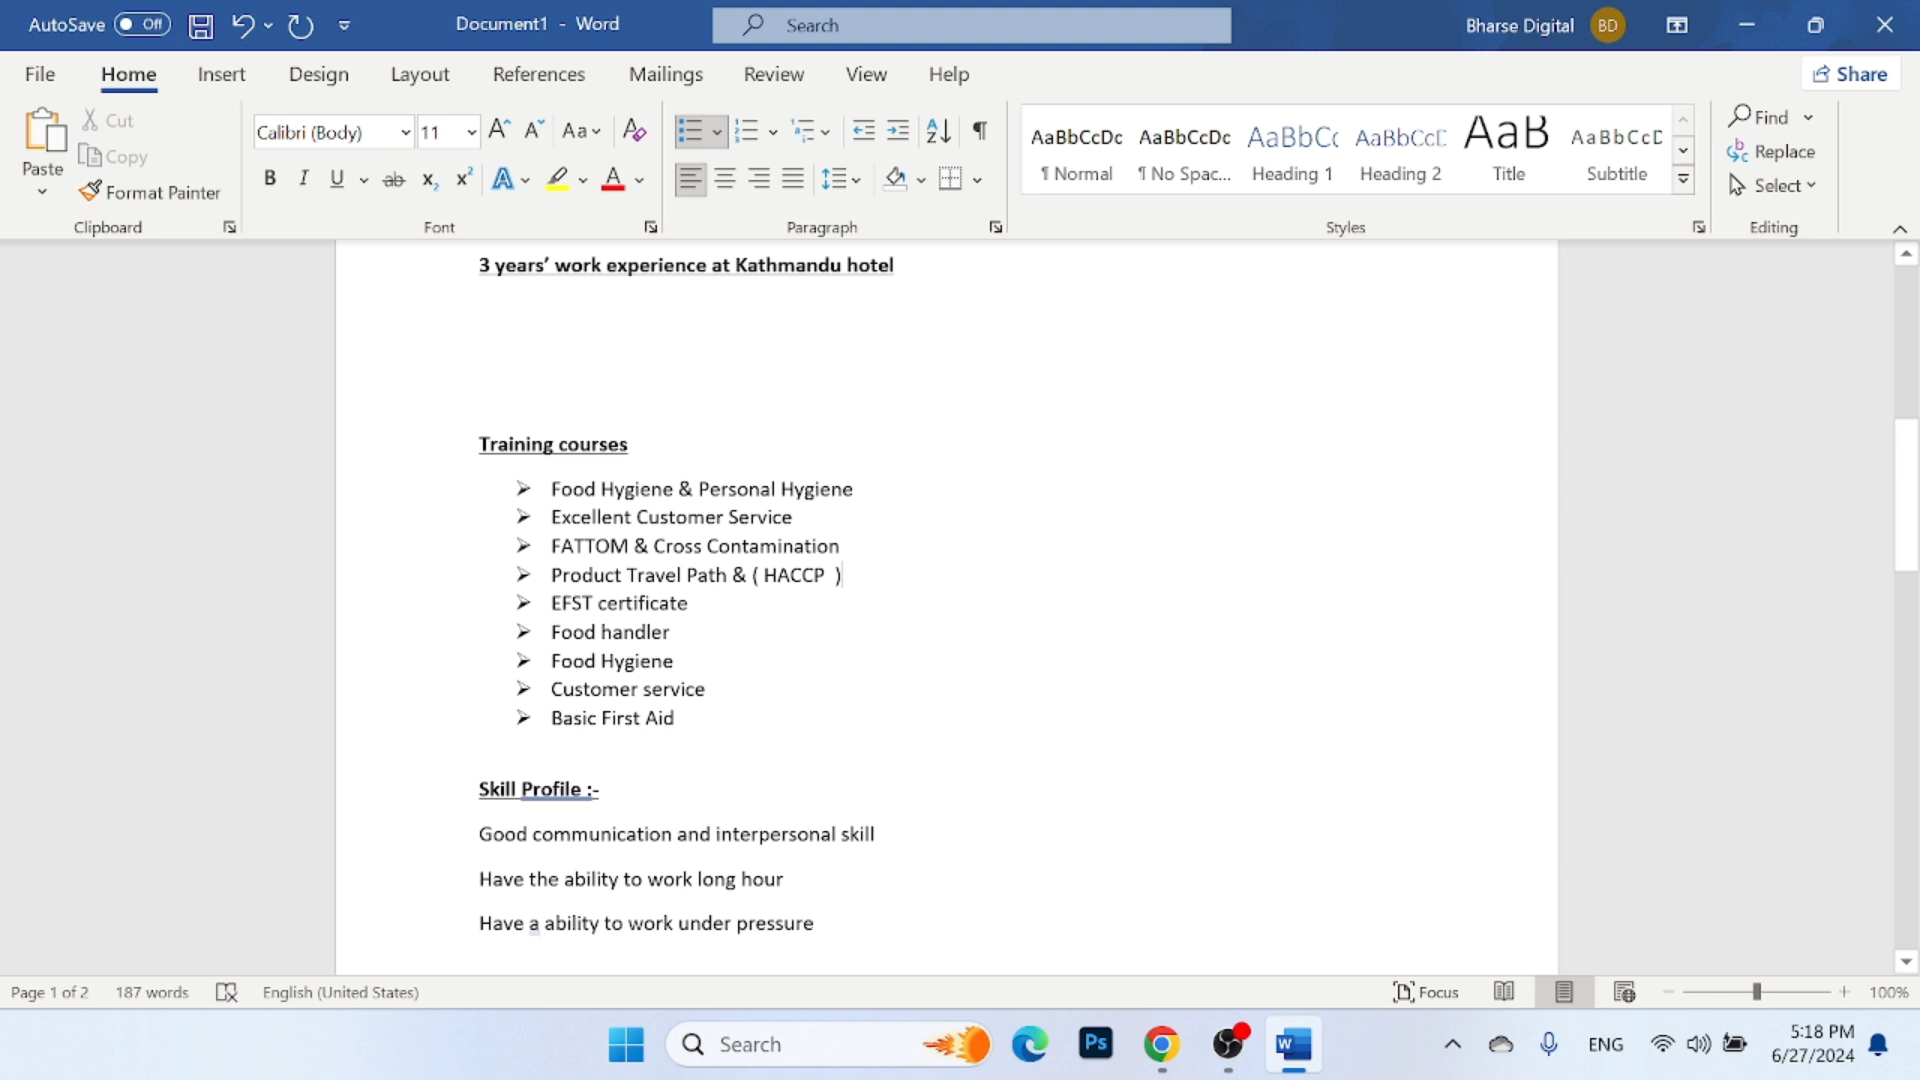 AutoSave Off Document1 - Word Search Bharse Digital BD
File Home Insert Design Layout References Mailings Review View Help Share
Paste Cut Copy Format Painter Clipboard
Calibri (Body) 11 Aa
B I U ab x₂ x² A A Font
Paragraph
AaBbCcDc ¶ Normal
AaBbCcDc ¶ No Spac...
AaBbCc Heading 1
AaBbCcD Heading 2
AaB Title
AaBbCcD Subtitle
Styles
Find Replace Select Editing
3 years’ work experience at Kathmandu hotel
Training courses
➢ Food Hygiene & Personal Hygiene
➢ Excellent Customer Service
➢ FATTOM & Cross Contamination
➢ Product Travel Path & ( HACCP  )
➢ EFST certificate
➢ Food handler
➢ Food Hygiene
➢ Customer service
➢ Basic First Aid
Skill Profile :-
Good communication and interpersonal skill
Have the ability to work long hour
Have a ability to work under pressure
Page 1 of 2 187 words English (United States) Focus 100%
Search Ps W ENG 5:18 PM
6/27/2024